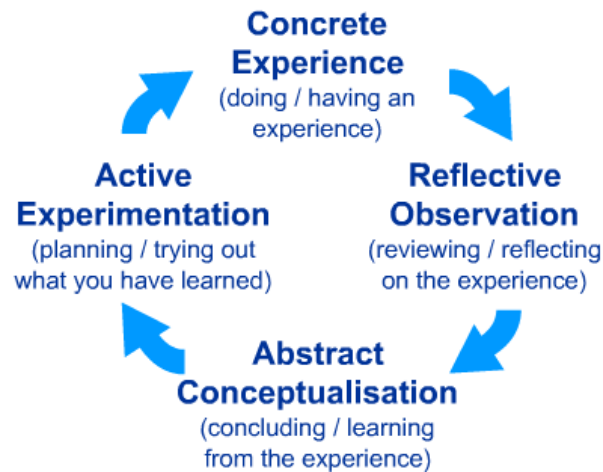 Concrete
Experience
(doing / having an
experience)
Reflective
Observation
(reviewing / reflecting
on the experience)
Abstract
Conceptualisation
(concluding / learning
from the experience)
Active
Experimentation
(planning / trying out
what you have learned)